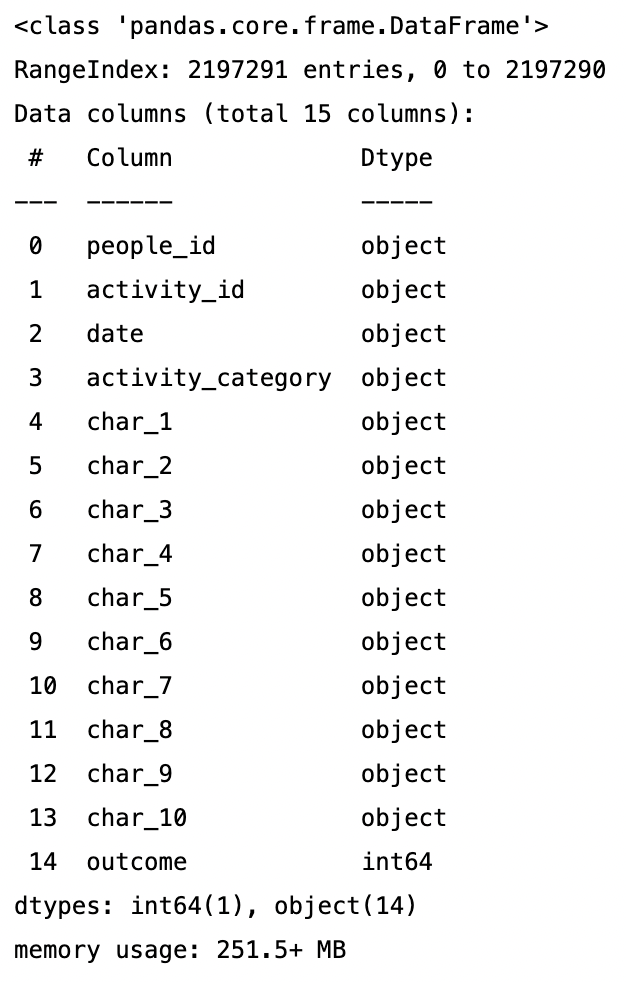 <class 'pandas.core.frame.DataFrame'>
RangeIndex: 2197291 entries, 0 to 2197290
Data columns (total 15 columns):
 #   Column             Dtype
---  ------             -----
 0   people_id          object
 1   activity_id        object
 2   date               object
 3   activity_category  object
 4   char_1             object
 5   char_2             object
 6   char_3             object
 7   char_4             object
 8   char_5             object
 9   char_6             object
 10  char_7             object
 11  char_8             object
 12  char_9             object
 13  char_10            object
 14  outcome            int64
dtypes: int64(1), object(14)
memory usage: 251.5+ MB